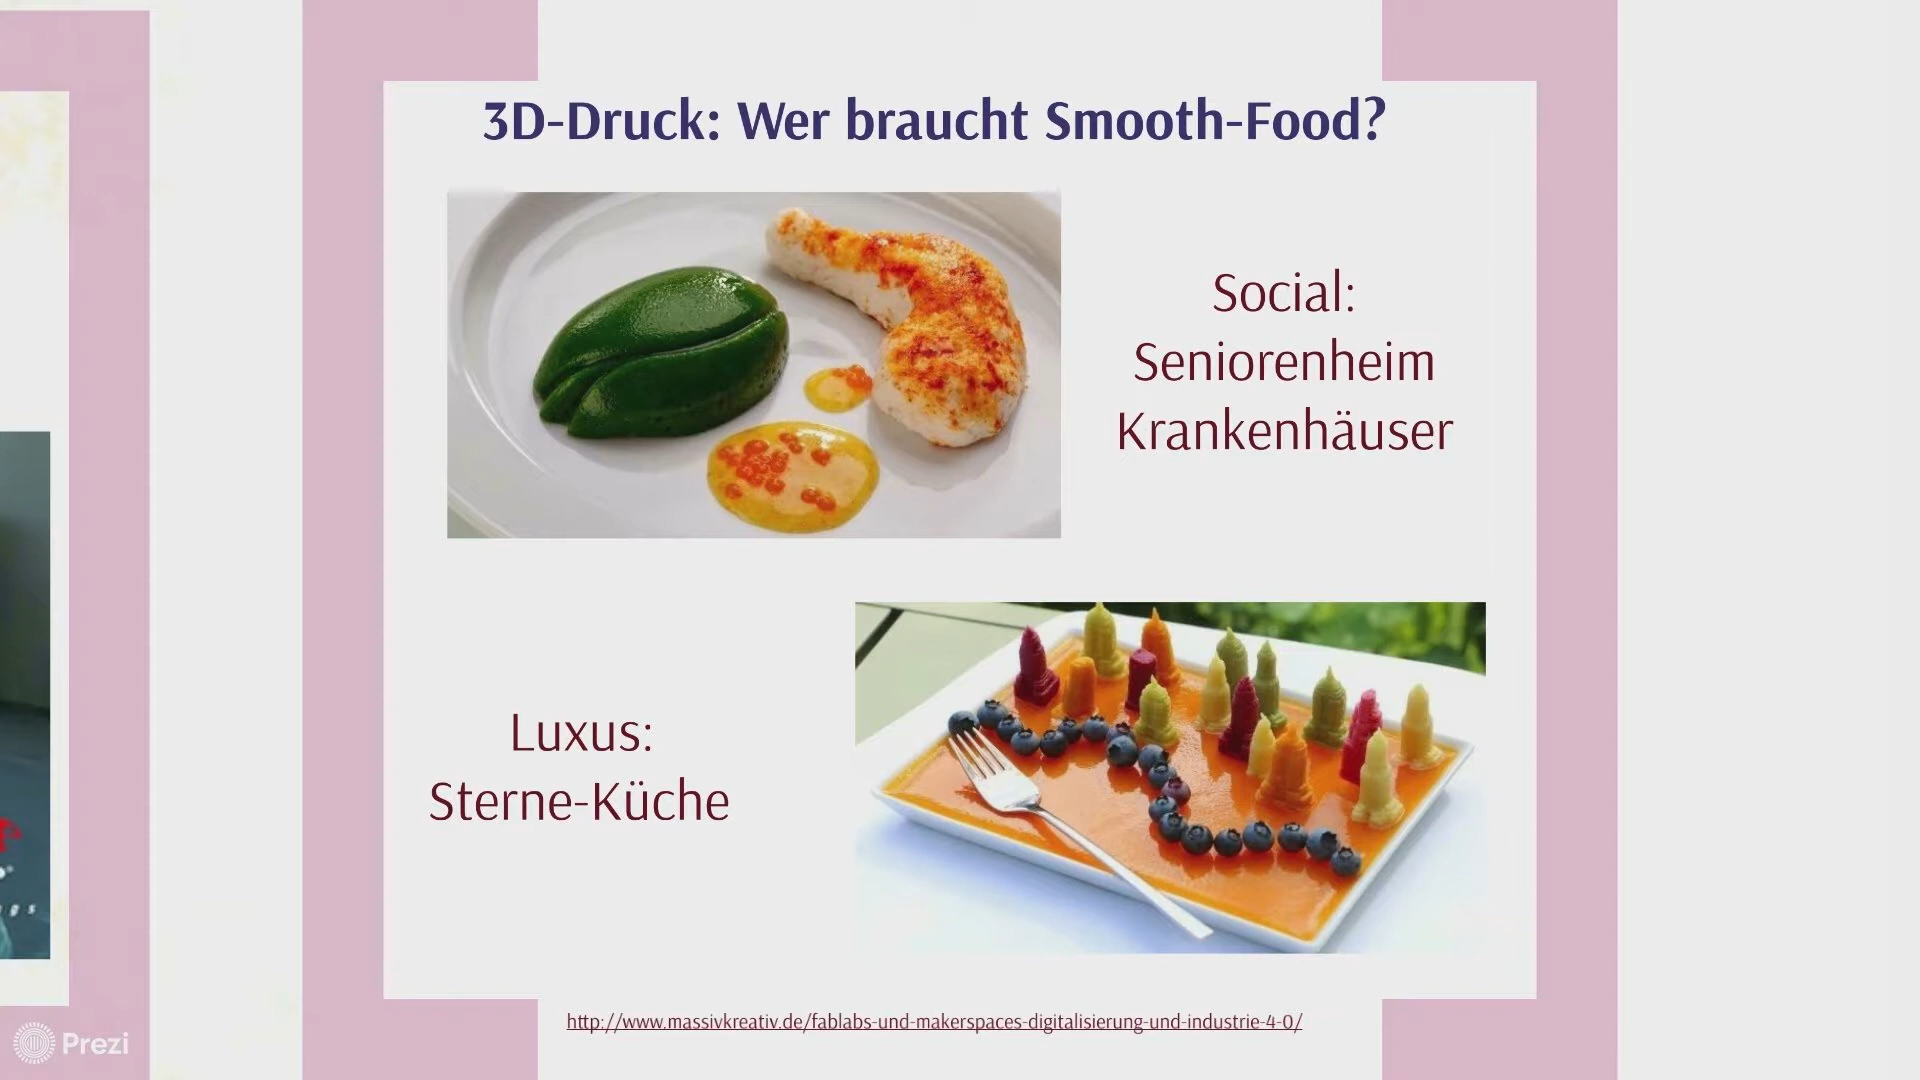 3D-Druck: Wer braucht Smooth-Food?
Social:
Seniorenheim
Krankenhäuser
Luxus:
Sterne-Küche
http://www.massivkreativ.de/fablabs-und-makerspaces-digitalisierung-und-industrie-4-0/
Prezi